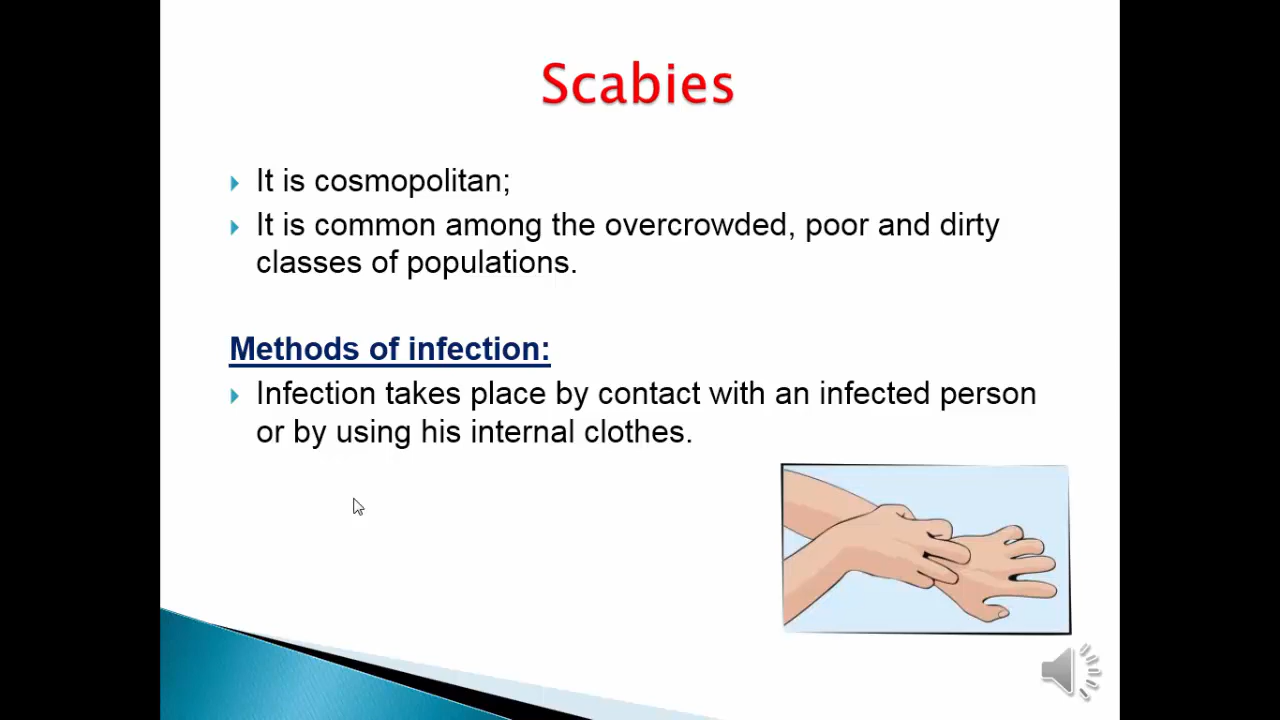 Scabies
It is cosmopolitan;
It is common among the overcrowded, poor and dirty
classes of populations.
Methods of infection:
Infection takes place by contact with an infected person
or by using his internal clothes.